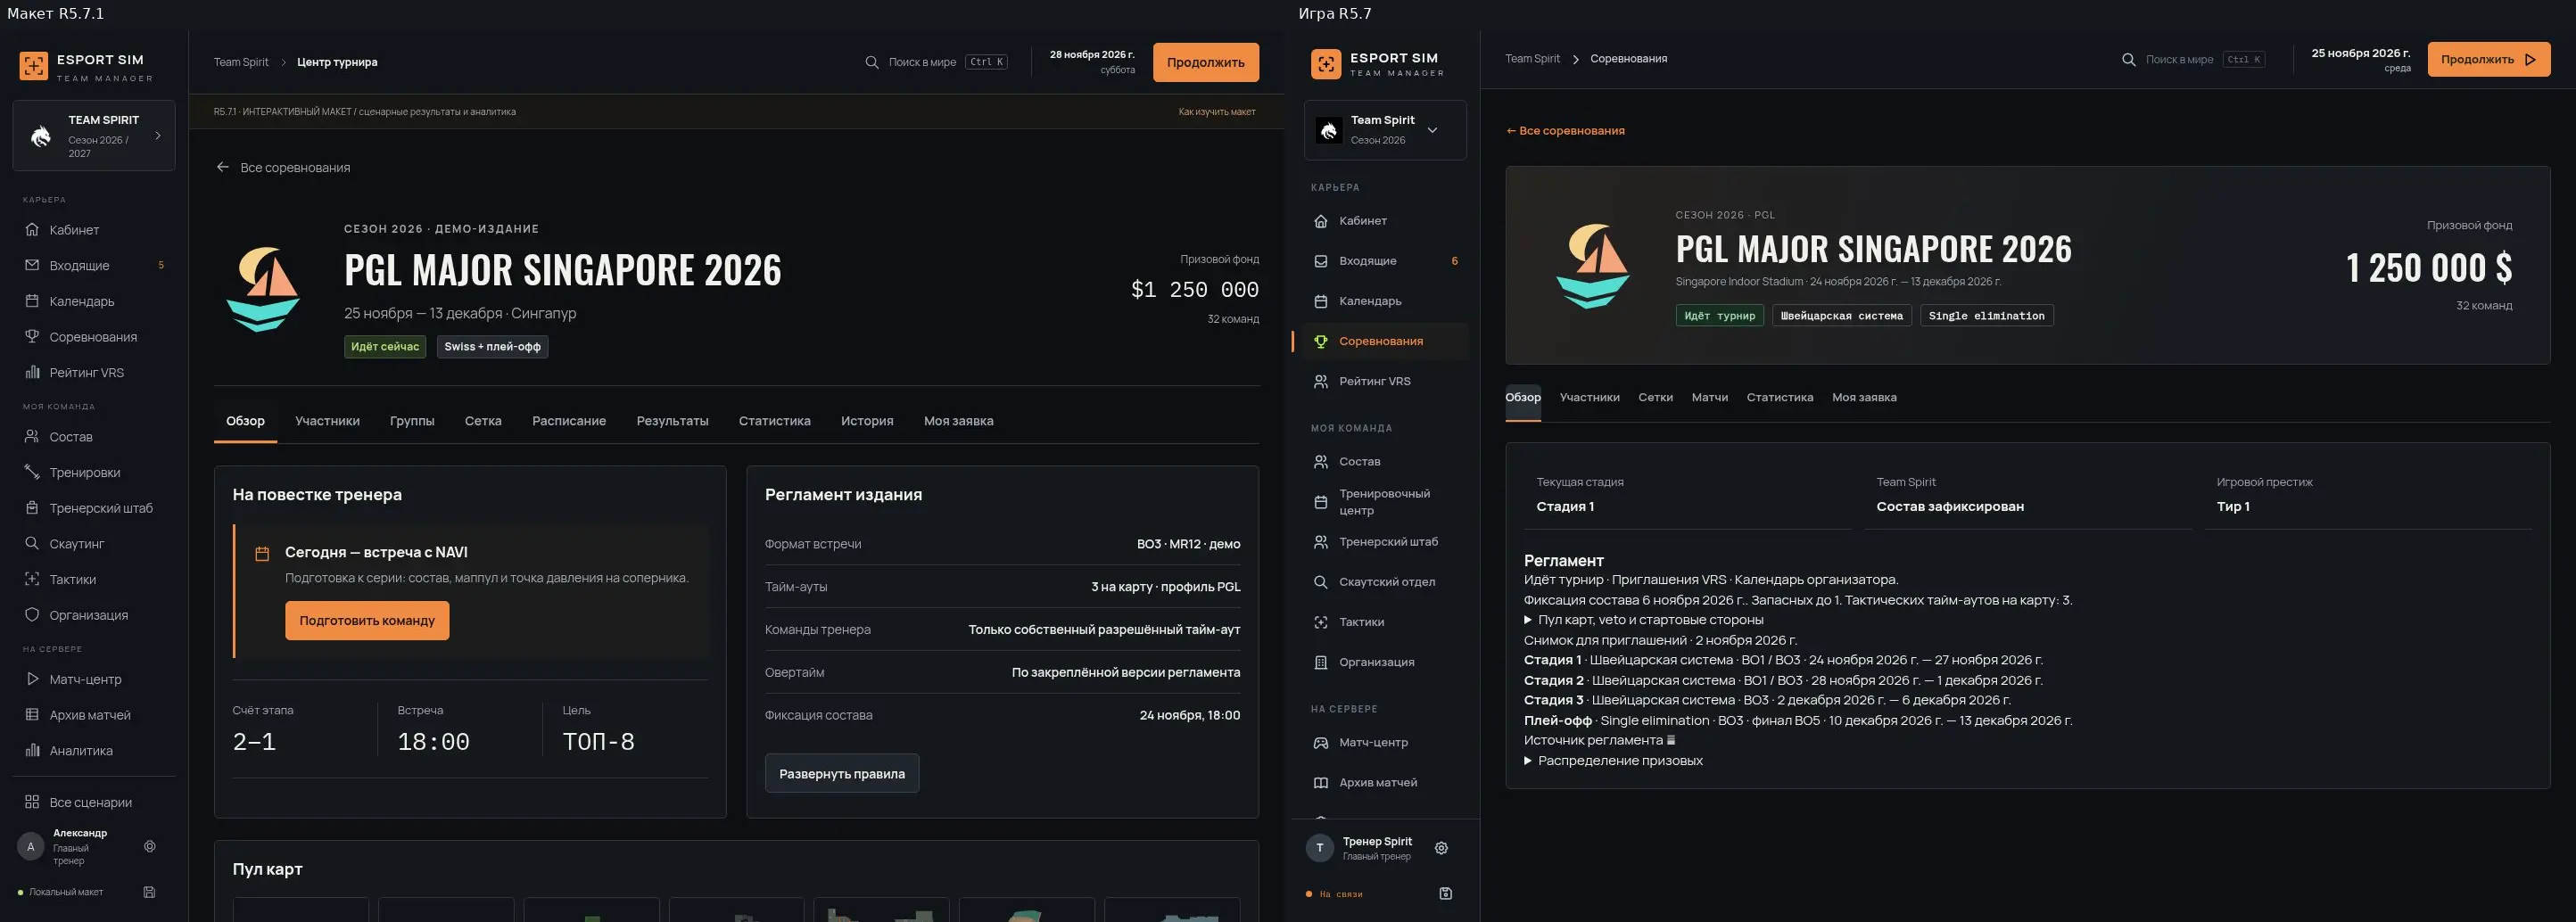 Макет R5.7.1
ESPORT SIM
TEAM MANAGER
TEAM SPIRIT
Сезон 2026 /
2027
КАРЬЕРА
Кабинет
Входящие 5
Календарь
Соревнования
Рейтинг VRS
МОЯ КОМАНДА
Состав
Тренировки
Тренерский штаб
Скаутинг
Тактики
Организация
НА СЕРВЕРЕ
Матч-центр
Архив матчей
Аналитика
Все сценарии
А
Александр
Главный
тренер
Локальный макет
Team Spirit > Центр турнира
Поиск в мире Ctrl K
28 ноября 2026 г.
суббота
Продолжить
R5.7.1 · ИНТЕРАКТИВНЫЙ МАКЕТ / сценарные результаты и аналитика
Как изучить макет
← Все соревнования
СЕЗОН 2026 · ДЕМО-ИЗДАНИЕ
PGL MAJOR SINGAPORE 2026
25 ноября — 13 декабря · Сингапур
Идёт сейчас Swiss + плей-офф
Призовой фонд
$1 250 000
32 команд
Обзор Участники Группы Сетка Расписание Результаты Статистика История Моя заявка
На повестке тренера
Сегодня — встреча с NAVI
Подготовка к серии: состав, маппул и точка давления на соперника.
Подготовить команду
Счёт этапа Встреча Цель
2–1 18:00 ТОП-8
Регламент издания
Формат встречи BO3 · MR12 · демо
Тайм-ауты 3 на карту · профиль PGL
Команды тренера Только собственный разрешённый тайм-аут
Овертайм По закреплённой версии регламента
Фиксация состава 24 ноября, 18:00
Развернуть правила
Пул карт
Игра R5.7
ESPORT SIM
TEAM MANAGER
Team Spirit
Сезон 2026
КАРЬЕРА
Кабинет
Входящие 6
Календарь
Соревнования
Рейтинг VRS
МОЯ КОМАНДА
Состав
Тренировочный
центр
Тренерский штаб
Скаутский отдел
Тактики
Организация
НА СЕРВЕРЕ
Матч-центр
Архив матчей
Т
Тренер Spirit
Главный тренер
На связи
Team Spirit > Соревнования
Поиск в мире Ctrl K
25 ноября 2026 г.
среда
Продолжить
← Все соревнования
СЕЗОН 2026 · PGL
PGL MAJOR SINGAPORE 2026
Singapore Indoor Stadium · 24 ноября 2026 г. — 13 декабря 2026 г.
Идёт турнир Швейцарская система Single elimination
Призовой фонд
1 250 000 $
32 команд
Обзор Участники Сетки Матчи Статистика Моя заявка
Текущая стадия Team Spirit Игровой престиж
Стадия 1 Состав зафиксирован Тир 1
Регламент
Идёт турнир · Приглашения VRS · Календарь организатора.
Фиксация состава 6 ноября 2026 г.. Запасных до 1. Тактических тайм-аутов на карту: 3.
▶ Пул карт, veto и стартовые стороны
Снимок для приглашений · 2 ноября 2026 г.
Стадия 1 · Швейцарская система · BO1 / BO3 · 24 ноября 2026 г. — 27 ноября 2026 г.
Стадия 2 · Швейцарская система · BO1 / BO3 · 28 ноября 2026 г. — 1 декабря 2026 г.
Стадия 3 · Швейцарская система · BO3 · 2 декабря 2026 г. — 6 декабря 2026 г.
Плей-офф · Single elimination · BO3 · финал BO5 · 10 декабря 2026 г. — 13 декабря 2026 г.
Источник регламента
▶ Распределение призовых